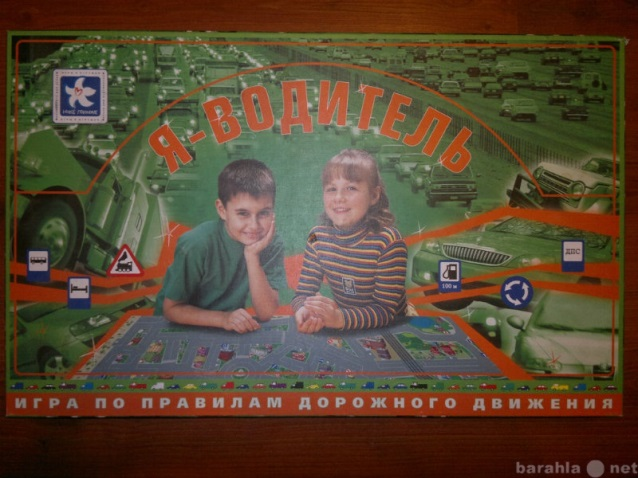 Я-ВОДИТЕЛЬ
ДПС
100 м
ИГРА ПО ПРАВИЛАМ ДОРОЖНОГО ДВИЖЕНИЯ
barahla.net